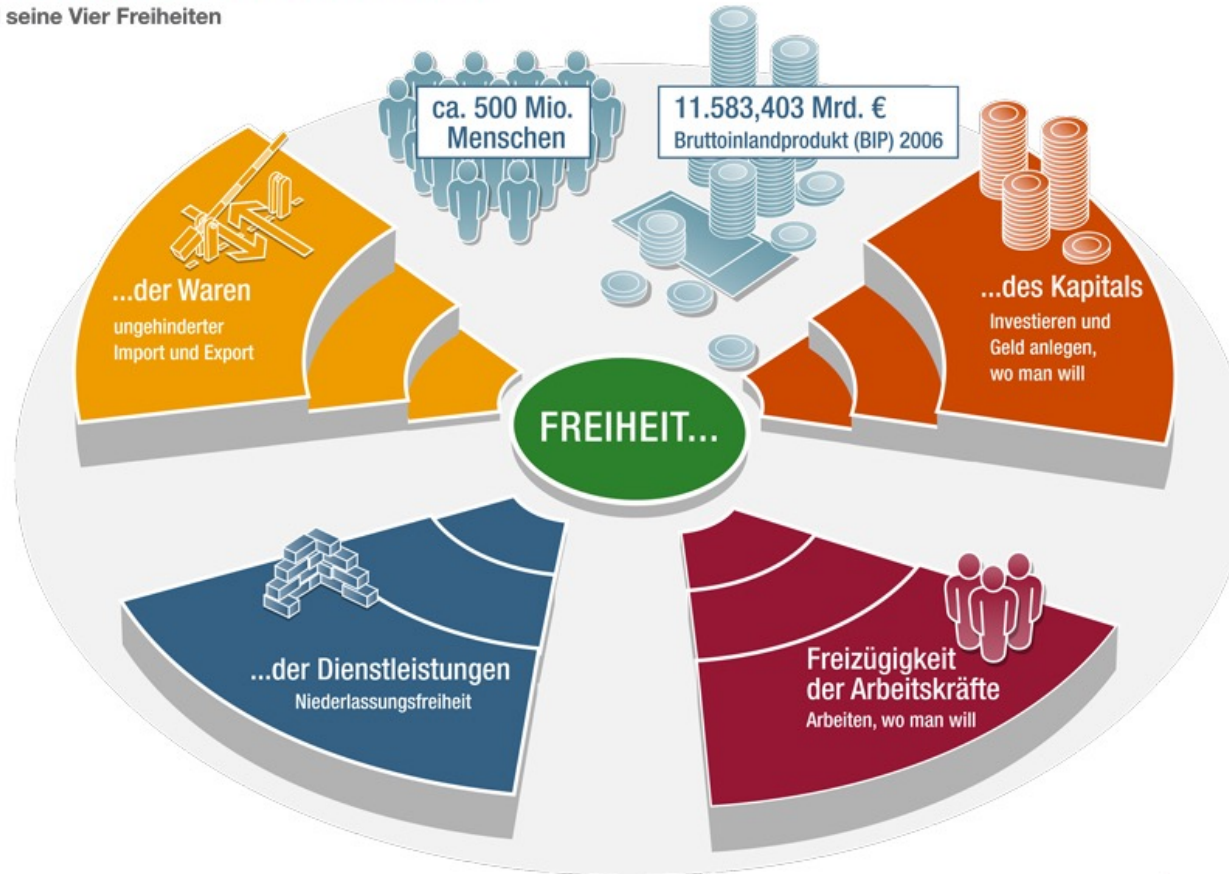 seine Vier Freiheiten
ca. 500 Mio.
Menschen
11.583,403 Mrd. €
Bruttoinlandprodukt (BIP) 2006
...der Waren
ungehinderter
Import und Export
...des Kapitals
Investieren und
Geld anlegen,
wo man will
FREIHEIT...
...der Dienstleistungen
Niederlassungsfreiheit
Freizügigkeit
der Arbeitskräfte
Arbeiten, wo man will